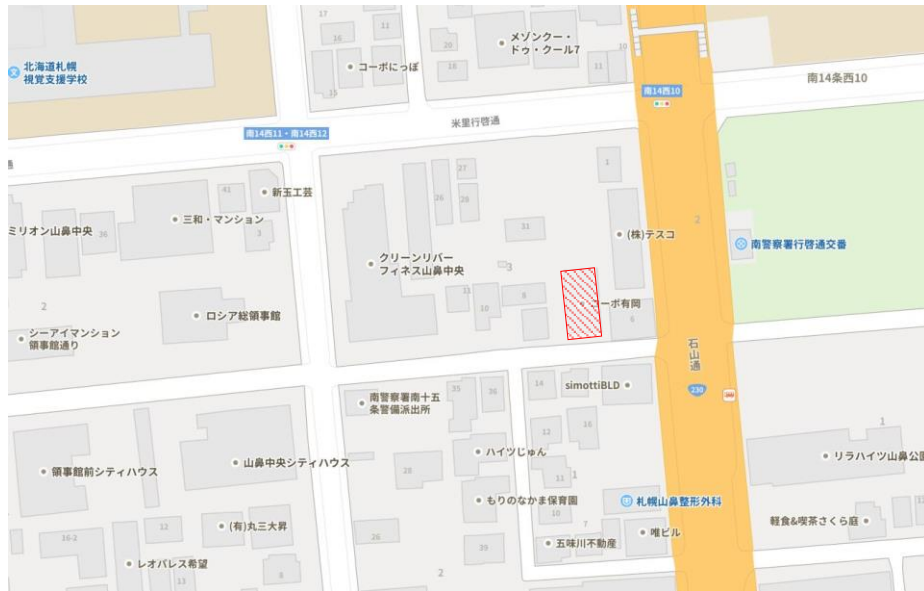 17
11
16
コーポにっぽ
15
20
18
メゾンクー・
ドゥ・クール7
10
11
北海道札幌
視覚支援学校
南14西10
南14条西10
南14西11・南14西12
米里行啓通
通
新玉工芸
41
三和・マンション
3
ミリオン山鼻中央
36
27
26
28
31
1
2
(株)テスコ
南警察署行啓通交番
クリーンリバー
フィネス山鼻中央
3
11
10
8
コーポ有岡
6
2
ロシア総領事館
シーアイマンション
領事館通り
石山通
230
simottiBLD
14
南警察署南十五
条警備派出所
35
36
12
16
ハイツじゅん
11
1
28
領事館前シティハウス
山鼻中央シティハウス
もりのなかま保育園
10
7
札幌山鼻整形外科
1
リラハイツ山鼻公園
軽食&喫茶さくら庭
12
16-2
12
(有)丸三大昇
26
39
五味川不動産
唯ビル
レオパレス希望
13
8
2